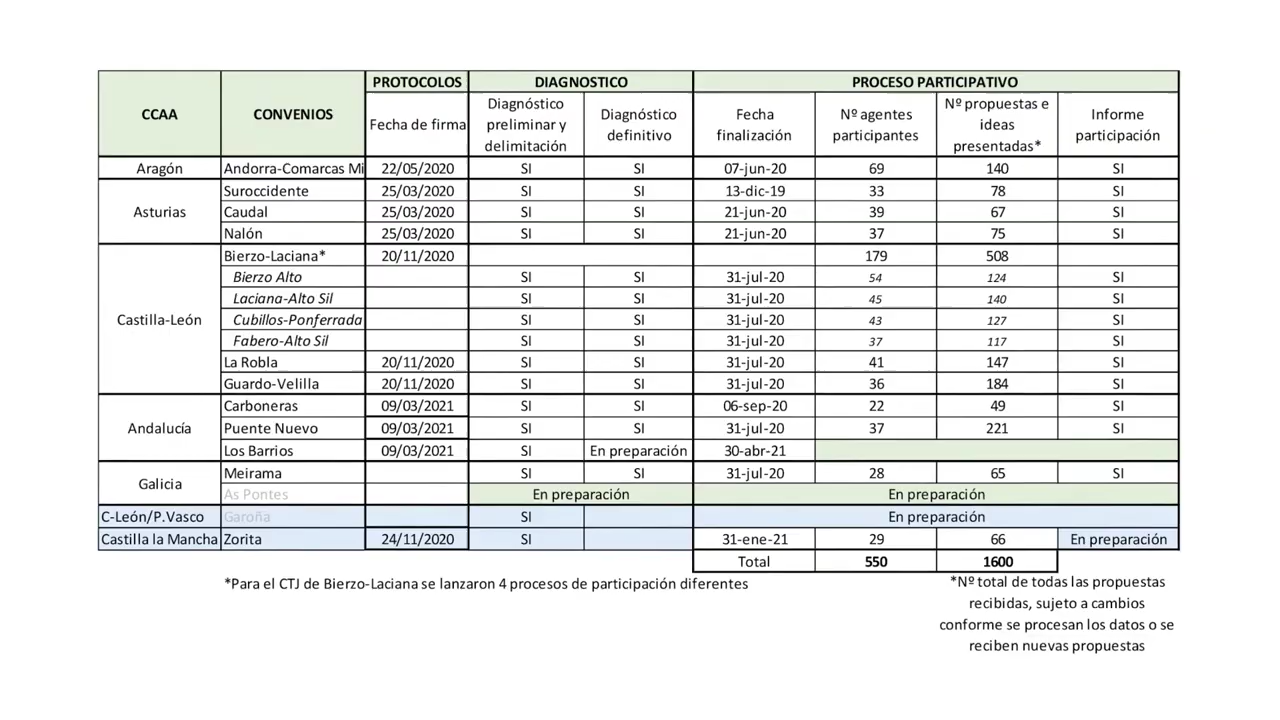 PROTOCOLOS DIAGNOSTICO PROCESO PARTICIPATIVO
CCAA CONVENIOS Fecha de firma Diagnóstico preliminar y delimitación Diagnóstico definitivo Fecha finalización Nº agentes participantes Nº propuestas e ideas presentadas* Informe participación
Aragón Andorra-Comarcas Mi 22/05/2020 SI SI 07-jun-20 69 140 SI
Asturias
Suroccidente 25/03/2020 SI SI 13-dic-19 33 78 SI
Caudal 25/03/2020 SI SI 21-jun-20 39 67 SI
Nalón 25/03/2020 SI SI 21-jun-20 37 75 SI
Castilla-León
Bierzo-Laciana* 20/11/2020 179 508
Bierzo Alto SI SI 31-jul-20 54 124 SI
Laciana-Alto Sil SI SI 31-jul-20 45 140 SI
Cubillos-Ponferrada SI SI 31-jul-20 43 127 SI
Fabero-Alto Sil SI SI 31-jul-20 37 117 SI
La Robla 20/11/2020 SI SI 31-jul-20 41 147 SI
Guardo-Velilla 20/11/2020 SI SI 31-jul-20 36 184 SI
Andalucía
Carboneras 09/03/2021 SI SI 06-sep-20 22 49 SI
Puente Nuevo 09/03/2021 SI SI 31-jul-20 37 221 SI
Los Barrios 09/03/2021 SI En preparación 30-abr-21
Galicia
Meirama SI SI 31-jul-20 28 65 SI
As Pontes En preparación En preparación
C-León/P.Vasco Garoña SI En preparación
Castilla la Mancha Zorita 24/11/2020 SI 31-ene-21 29 66 En preparación
Total 550 1600
*Para el CTJ de Bierzo-Laciana se lanzaron 4 procesos de participación diferentes
*Nº total de todas las propuestas
recibidas, sujeto a cambios
conforme se procesan los datos o se
reciben nuevas propuestas